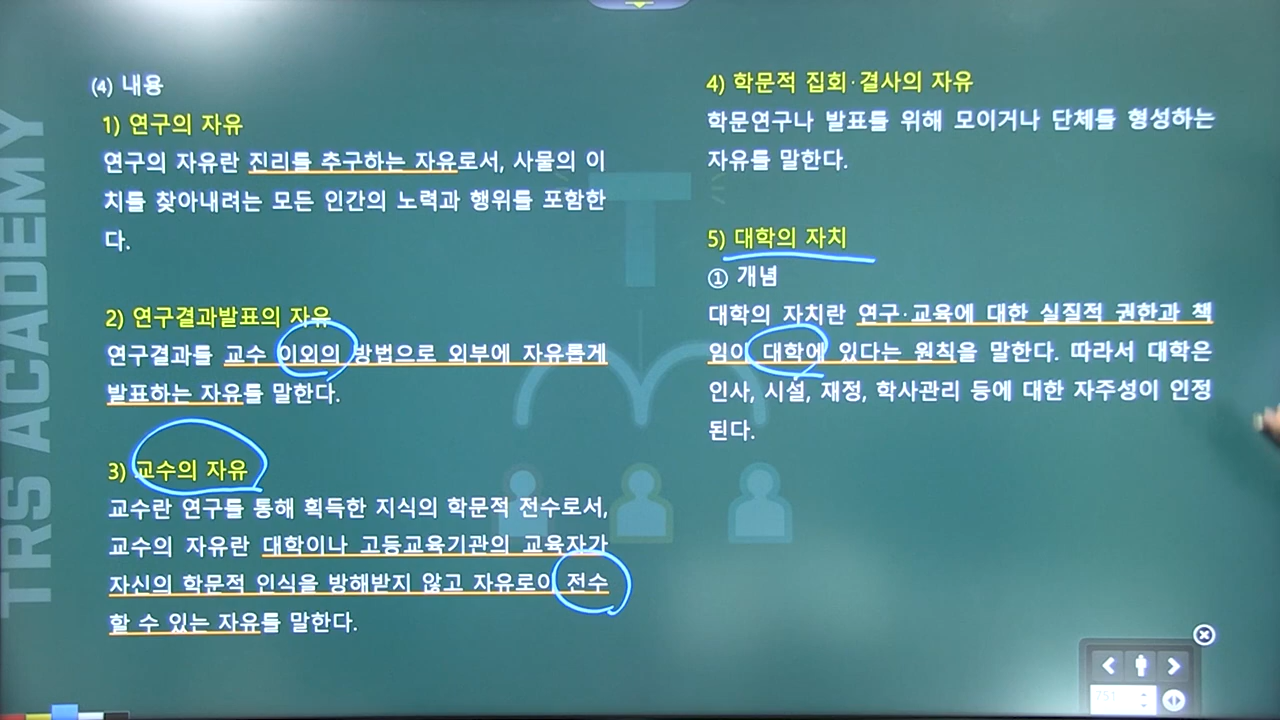 TRS ACADEMY
(4) 내용
1) 연구의 자유
연구의 자유란 진리를 추구하는 자유로서, 사물의 이
치를 찾아내려는 모든 인간의 노력과 행위를 포함한
다.
2) 연구결과발표의 자유
연구결과를 교수 이외의 방법으로 외부에 자유롭게
발표하는 자유를 말한다.
3) 교수의 자유
교수란 연구를 통해 획득한 지식의 학문적 전수로서,
교수의 자유란 대학이나 고등교육기관의 교육자가
자신의 학문적 인식을 방해받지 않고 자유로이 전수
할 수 있는 자유를 말한다.
4) 학문적 집회·결사의 자유
학문연구나 발표를 위해 모이거나 단체를 형성하는
자유를 말한다.
5) 대학의 자치
① 개념
대학의 자치란 연구·교육에 대한 실질적 권한과 책
임이 대학에 있다는 원칙을 말한다. 따라서 대학은
인사, 시설, 재정, 학사관리 등에 대한 자주성이 인정
된다.
751